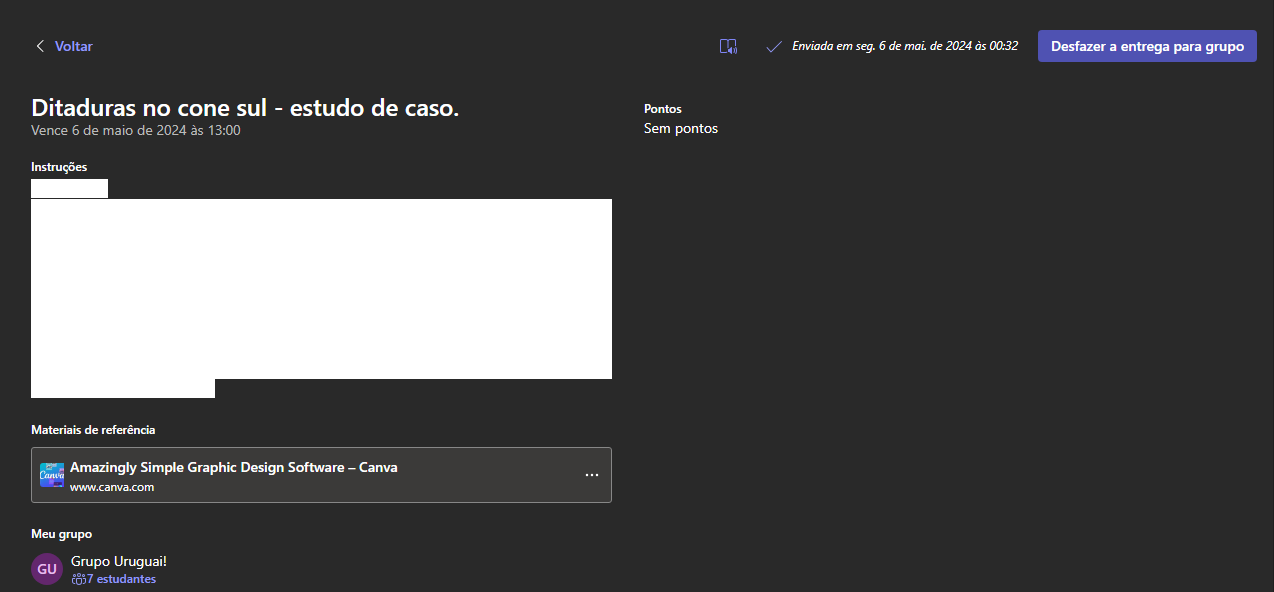 Voltar
Enviada em seg. 6 de mai. de 2024 às 00:32
Desfazer a entrega para grupo
Ditaduras no cone sul - estudo de caso.
Vence 6 de maio de 2024 às 13:00
Pontos
Sem pontos
Instruções
Materiais de referência
Canva
Amazingly Simple Graphic Design Software – Canva
www.canva.com
Meu grupo
GU
Grupo Uruguai!
7 estudantes